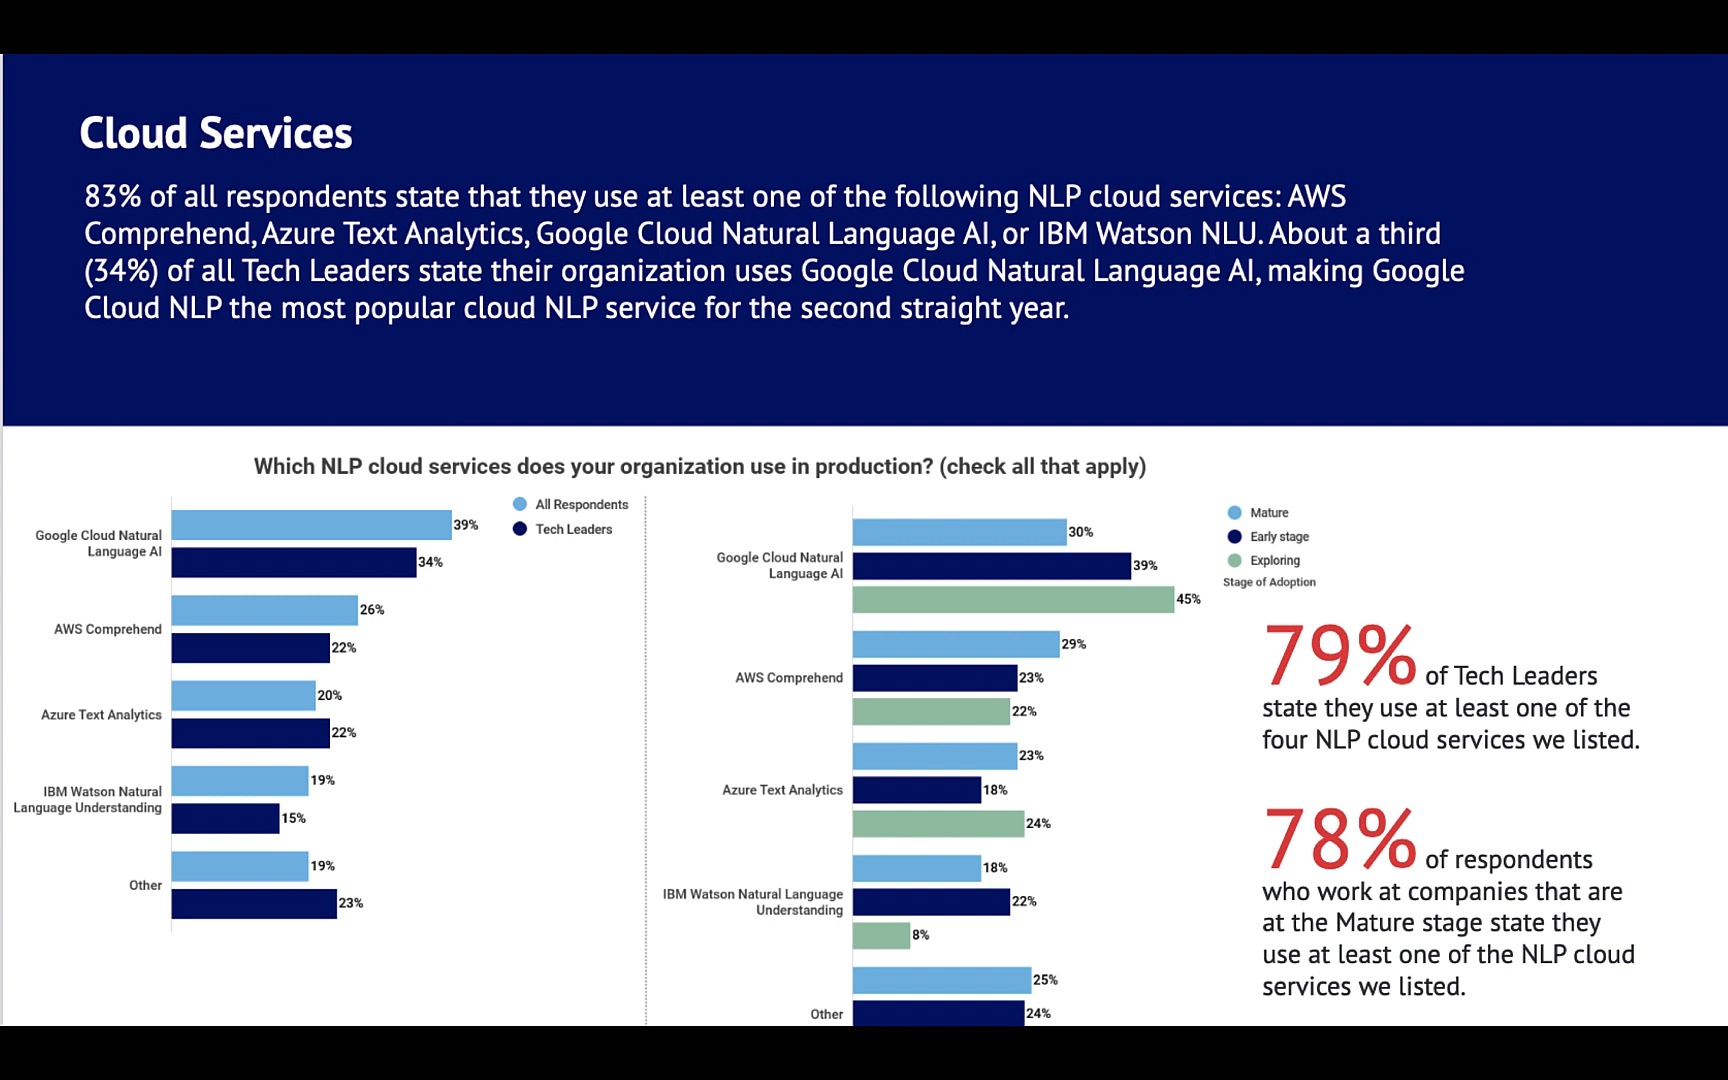 Cloud Services
83% of all respondents state that they use at least one of the following NLP cloud services: AWS
Comprehend, Azure Text Analytics, Google Cloud Natural Language AI, or IBM Watson NLU. About a third
(34%) of all Tech Leaders state their organization uses Google Cloud Natural Language AI, making Google
Cloud NLP the most popular cloud NLP service for the second straight year.
Which NLP cloud services does your organization use in production? (check all that apply)
All Respondents
Tech Leaders
Google Cloud Natural
Language AI
39%
34%
AWS Comprehend
26%
22%
Azure Text Analytics
20%
22%
IBM Watson Natural
Language Understanding
19%
15%
Other
19%
23%
Mature
Early stage
Exploring
Stage of Adoption
Google Cloud Natural
Language AI
30%
39%
45%
AWS Comprehend
29%
23%
22%
Azure Text Analytics
23%
18%
24%
IBM Watson Natural Language
Understanding
18%
22%
8%
Other
25%
24%
79% of Tech Leaders
state they use at least one of the
four NLP cloud services we listed.
78% of respondents
who work at companies that are
at the Mature stage state they
use at least one of the NLP cloud
services we listed.